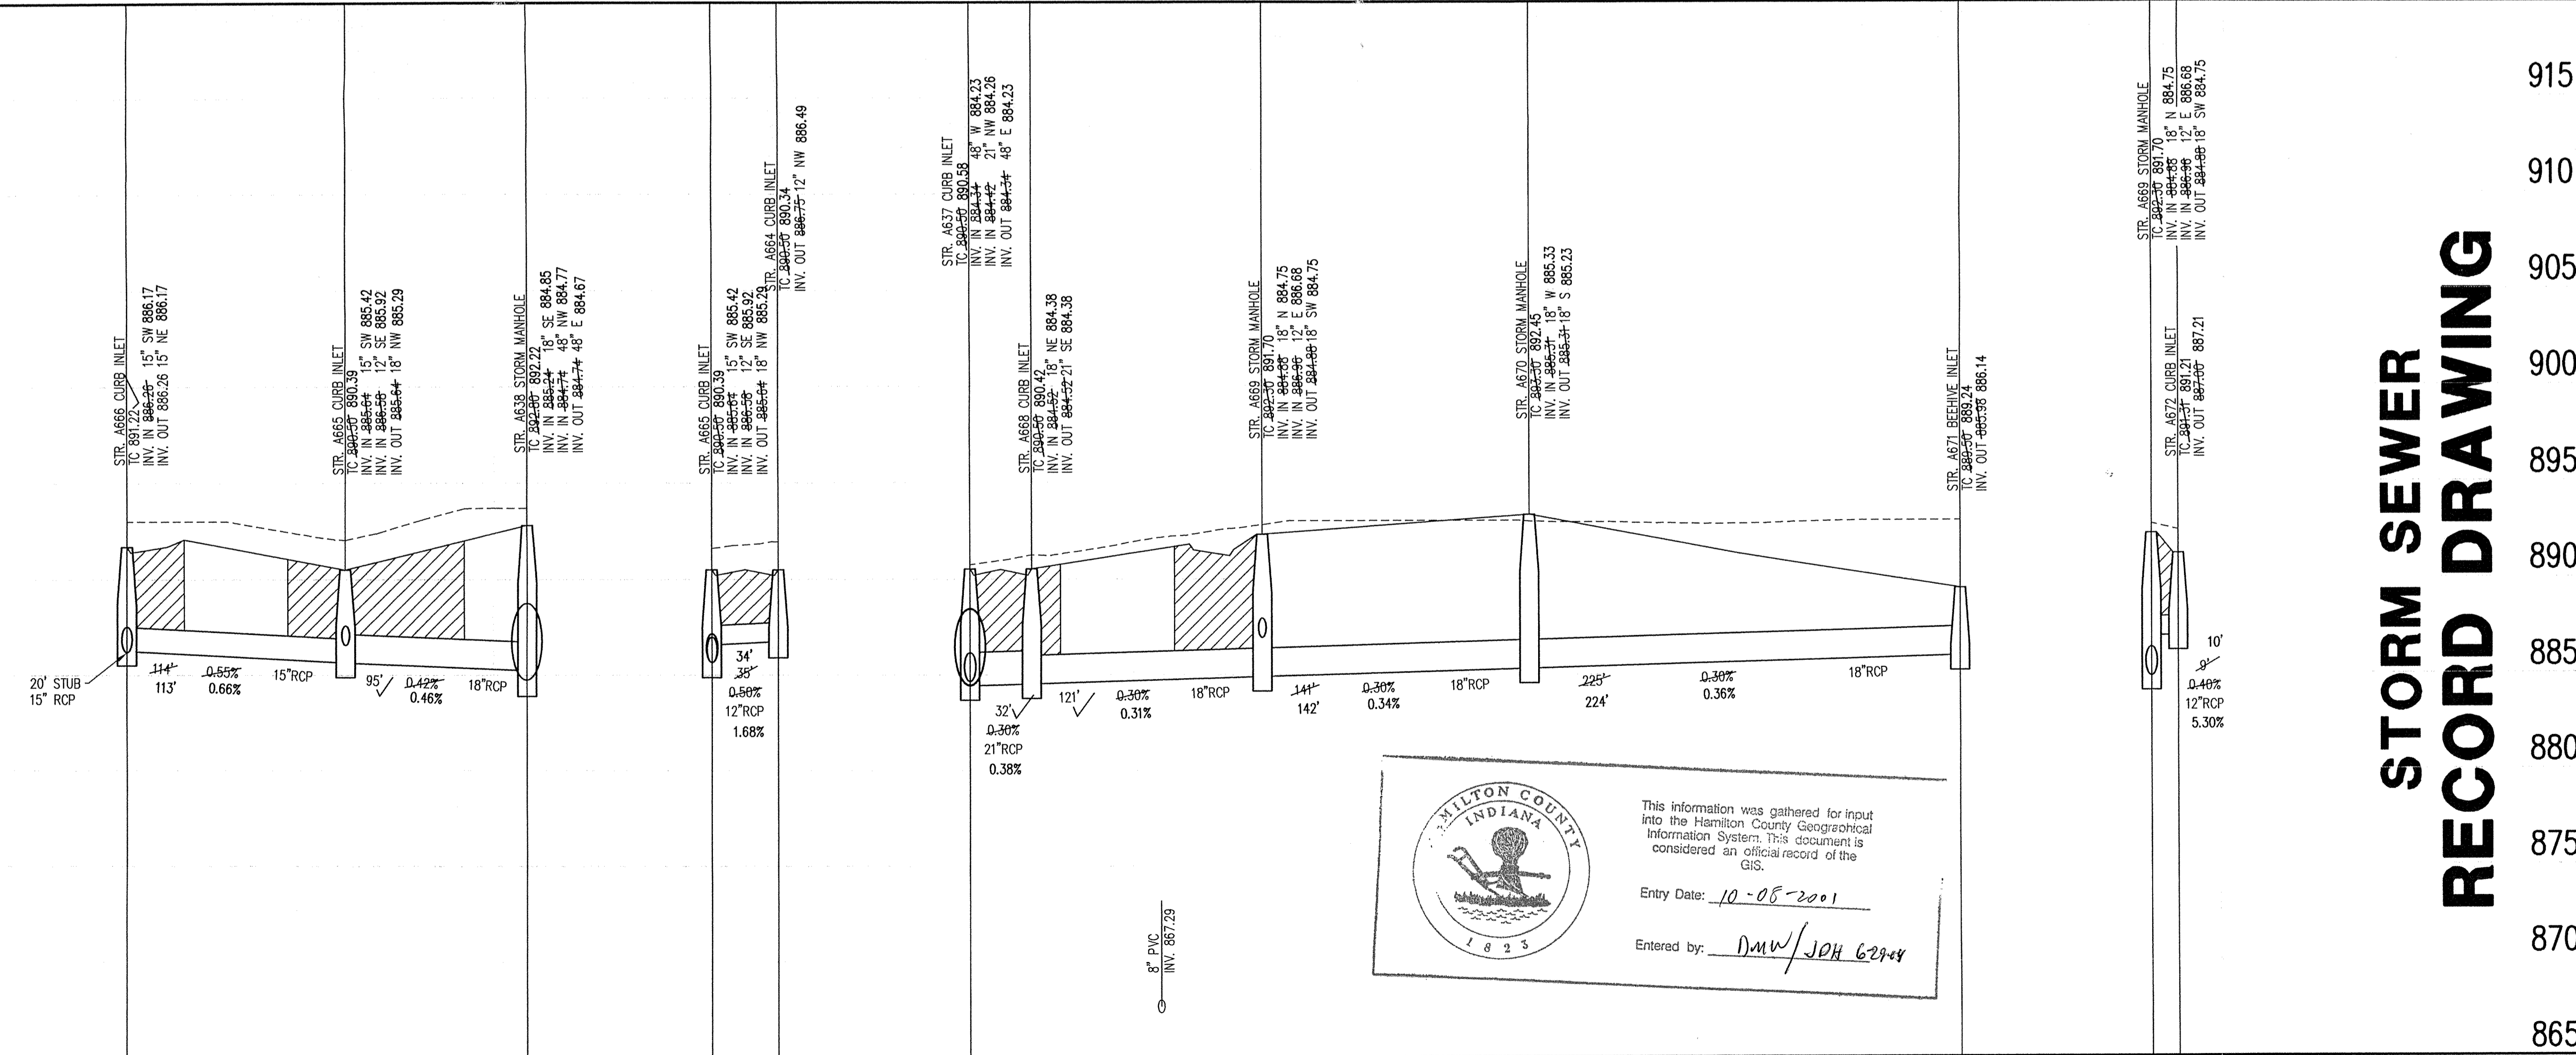 STR. A666 CURB INLET
TC 891.22
INV. IN 886.26 15" SW 886.17
INV. OUT 886.26 15" NE 886.17
STR. A665 CURB INLET
TC 890.50 890.39
INV. IN 885.64 15" SW 885.42
INV. IN 886.58 12" SE 885.92
INV. OUT 885.64 18" NW 885.29
STR. A638 STORM MANHOLE
TC 892.80 892.22
INV. IN 885.24 18" SE 884.85
INV. IN 884.74 48" NW 884.77
INV. OUT 884.74 48" E 884.67
STR. A665 CURB INLET
TC 890.50 890.39
INV. IN 885.64 15" SW 885.42
INV. IN 886.58 12" SE 885.92
INV. OUT 885.64 18" NW 885.29
STR. A664 CURB INLET
TC 890.50 890.34
INV. OUT 886.75 12" NW 886.49
STR. A637 CURB INLET
TC 890.50 890.58
INV. IN 884.34 48" W 884.23
INV. IN 884.42 21" NW 884.26
INV. OUT 884.34 48" E 884.23
STR. A668 CURB INLET
TC 890.50 890.42
INV. IN 884.52 18" NE 884.38
INV. OUT 884.52 21" SE 884.38
STR. A669 STORM MANHOLE
TC 892.30 891.70
INV. IN 884.88 18" N 884.75
INV. IN 886.96 12" E 886.68
INV. OUT 884.88 18" SW 884.75
STR. A670 STORM MANHOLE
TC 893.30 892.45
INV. IN 885.31 18" W 885.33
INV. OUT 885.31 18" S 885.23
STR. A671 BEEHIVE INLET
TC 889.50 889.24
INV. OUT 885.98 886.14
STR. A669 STORM MANHOLE
TC 892.30 891.70
INV. IN 884.88 18" N 884.75
INV. IN 886.96 12" E 886.68
INV. OUT 884.88 18" SW 884.75
STR. A672 CURB INLET
TC 891.31 891.21
INV. OUT 887.00 887.21
20' STUB
15" RCP
114' 0.55% 15"RCP
113' 0.66%
95' 0.42% 18"RCP
0.46%
34'
35'
0.50%
12"RCP
1.68%
32'
0.30%
21"RCP
0.38%
121' 0.30% 18"RCP
0.31%
141' 0.30% 18"RCP
142' 0.34%
225' 0.30% 18"RCP
224' 0.36%
10'
9'
0.40%
12"RCP
5.30%
8" PVC
INV. 867.29
MILTON COUNTY
INDIANA
1823
This information was gathered for input
into the Hamilton County Geographical
Information System. This document is
considered an official record of the
GIS.
Entry Date: 10-08-2001
Entered by: DMW/JDH 6-29-04
STORM SEWER
RECORD DRAWING
915
910
905
900
895
890
885
880
875
870
865